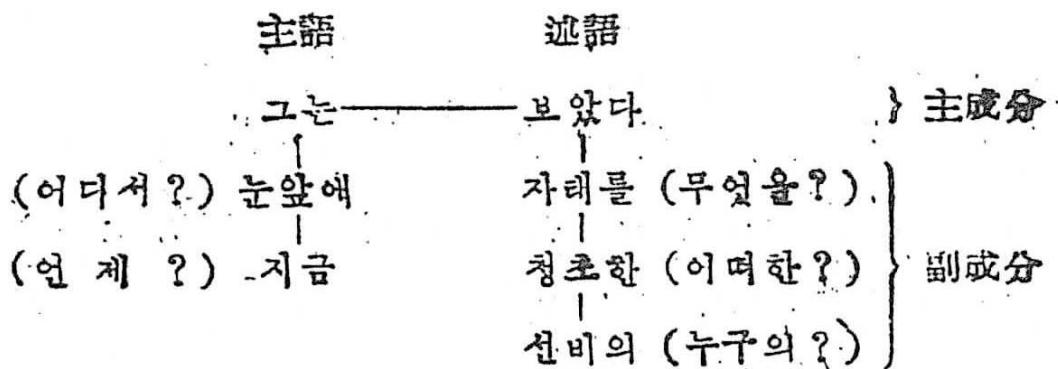 主語 述語
그는 보았다 } 主成分
(어디서?) 눈앞에 자태를 (무엇을?)
(언제?) 지금 청초한 (어떠한?) 副成分
선비의 (누구의?)